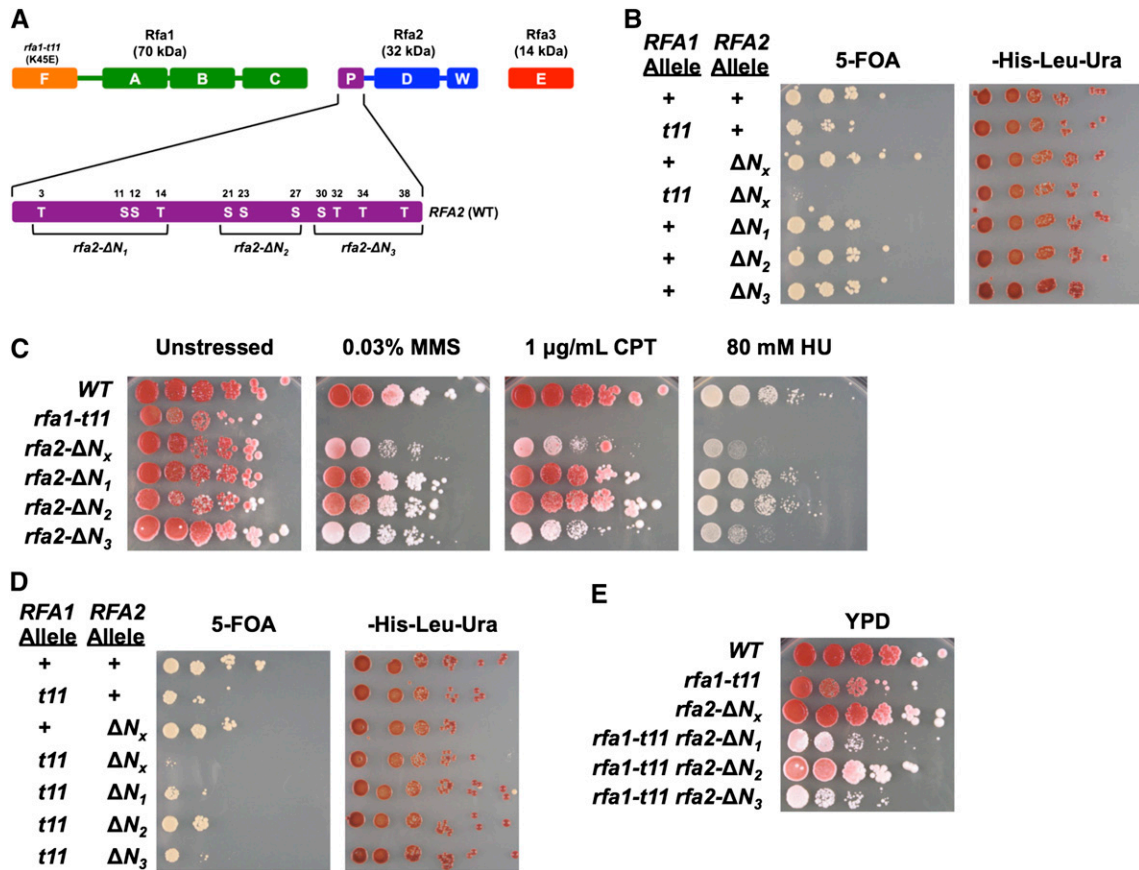 A
rfa1-t11
(K45E)
Rfa1
(70 kDa)
Rfa2
(32 kDa)
Rfa3
(14 kDa)
F A B C P D W E
3 11 12 14 21 23 27 30 32 34 38
T S S T S S S S T T T RFA2 (WT)
rfa2-ΔN1 rfa2-ΔN2 rfa2-ΔN3
B
RFA1 RFA2
Allele Allele
5-FOA -His-Leu-Ura
+ +
t11 +
+ ΔNx
t11 ΔNx
+ ΔN1
+ ΔN2
+ ΔN3
C
Unstressed 0.03% MMS 1 μg/mL CPT 80 mM HU
WT
rfa1-t11
rfa2-ΔNx
rfa2-ΔN1
rfa2-ΔN2
rfa2-ΔN3
D
RFA1 RFA2
Allele Allele
5-FOA -His-Leu-Ura
+ +
t11 +
+ ΔNx
t11 ΔNx
t11 ΔN1
t11 ΔN2
t11 ΔN3
E
YPD
WT
rfa1-t11
rfa2-ΔNx
rfa1-t11 rfa2-ΔN1
rfa1-t11 rfa2-ΔN2
rfa1-t11 rfa2-ΔN3